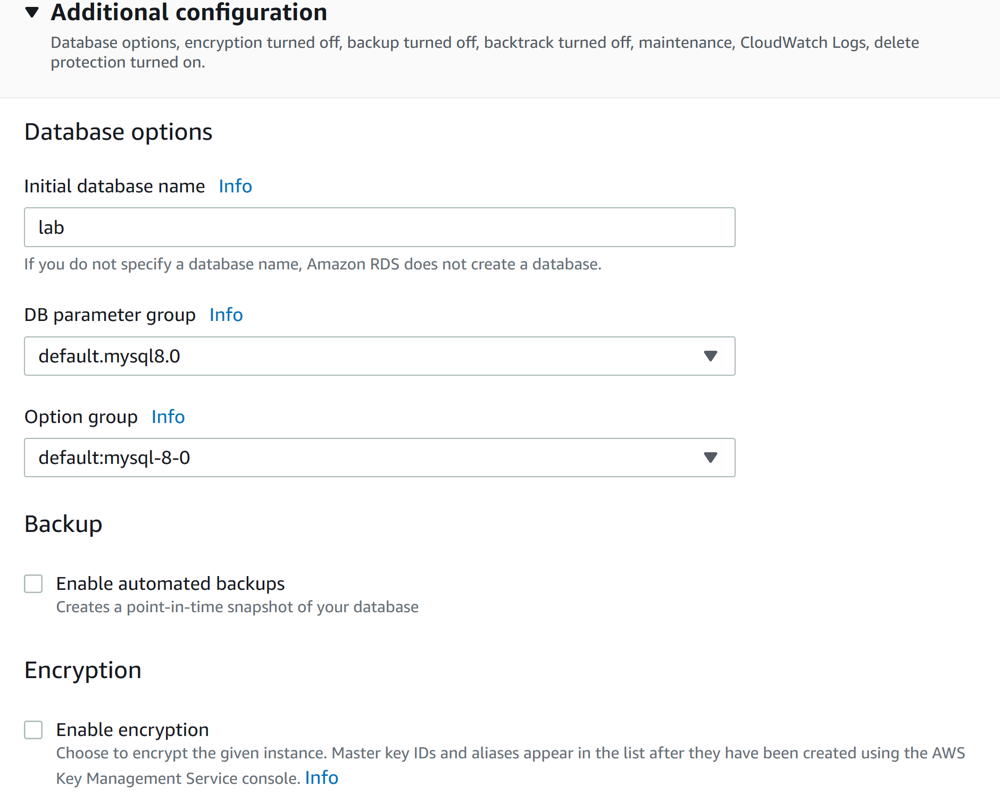 Additional configuration
Database options, encryption turned off, backup turned off, backtrack turned off, maintenance, CloudWatch Logs, delete
protection turned on.
Database options
Initial database name Info
lab
If you do not specify a database name, Amazon RDS does not create a database.
DB parameter group Info
default.mysql8.0
Option group Info
default:mysql-8-0
Backup
Enable automated backups
Creates a point-in-time snapshot of your database
Encryption
Enable encryption
Choose to encrypt the given instance. Master key IDs and aliases appear in the list after they have been created using the AWS
Key Management Service console. Info